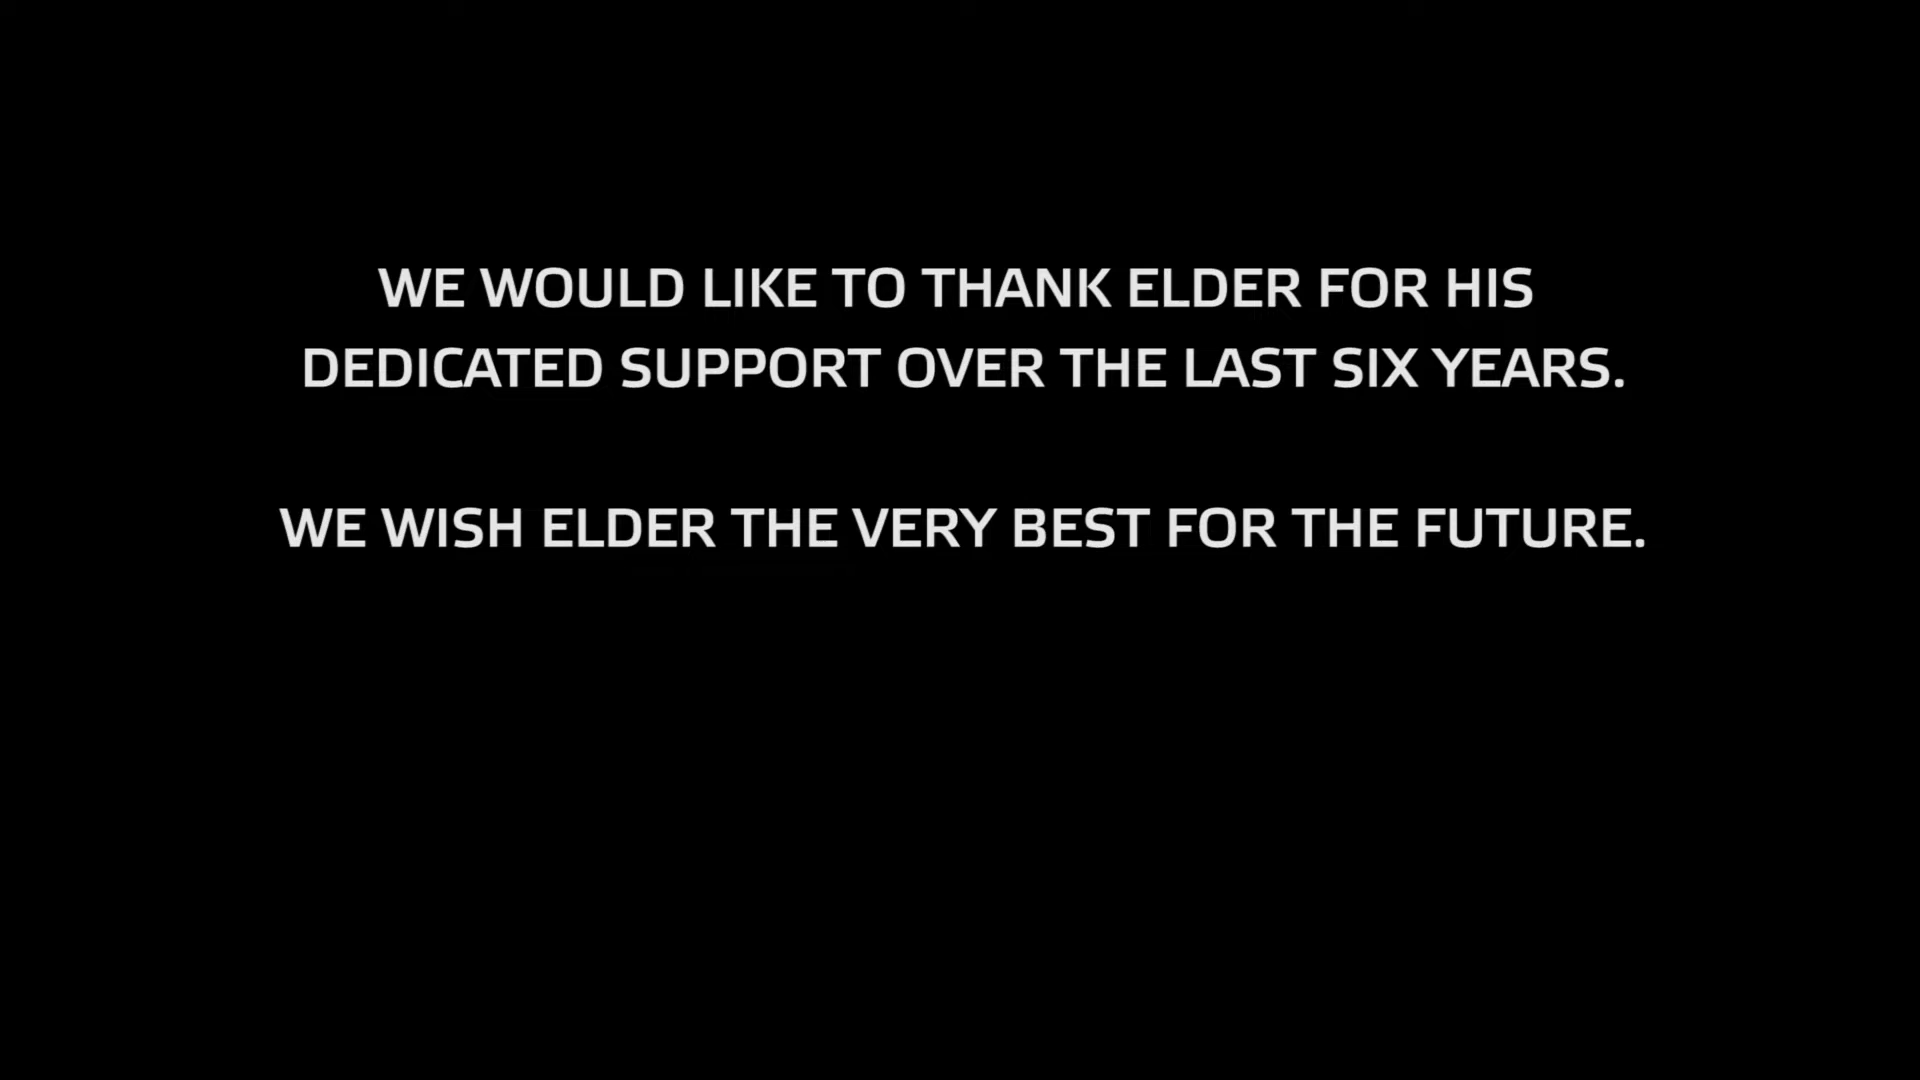 WE WOULD LIKE TO THANK ELDER FOR HIS
DEDICATED SUPPORT OVER THE LAST SIX YEARS.
WE WISH ELDER THE VERY BEST FOR THE FUTURE.